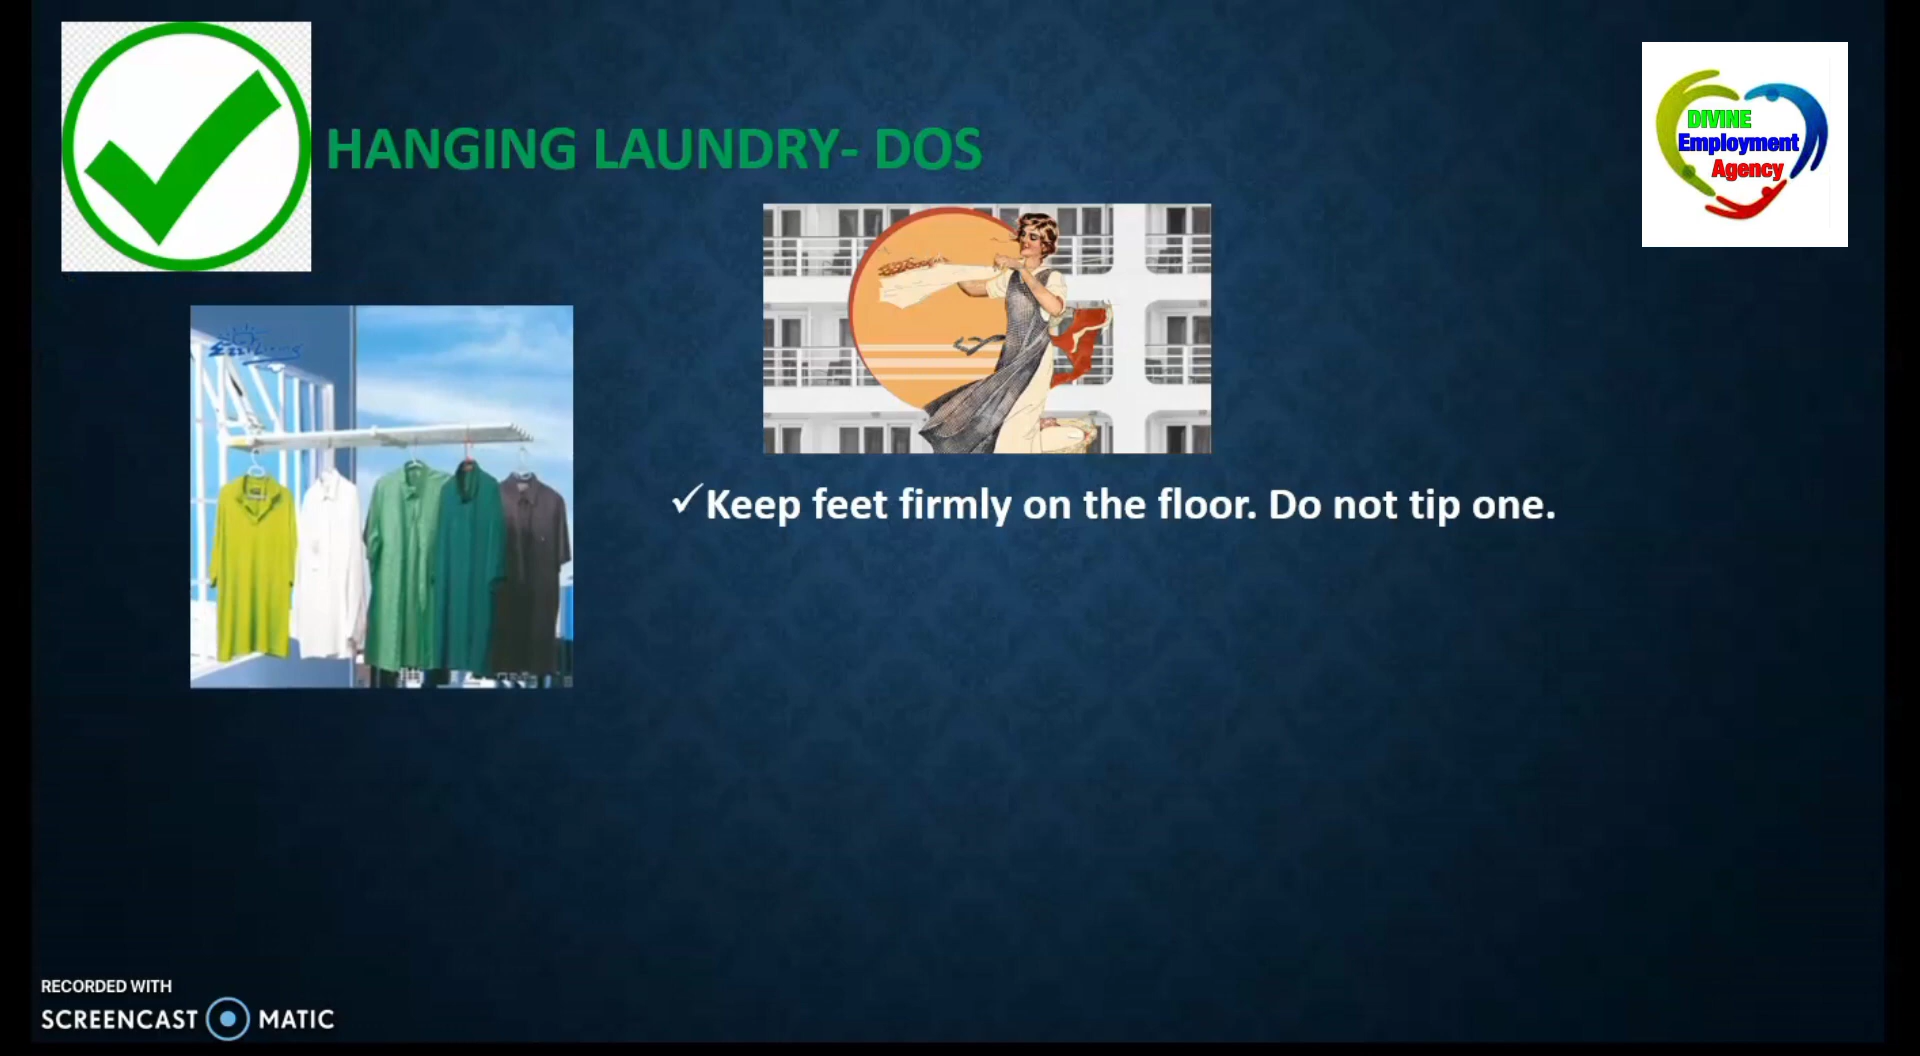 HANGING LAUNDRY- DOS
DIVINE
Employment
Agency
✓Keep feet firmly on the floor. Do not tip one.
RECORDED WITH
SCREENCAST MATIC